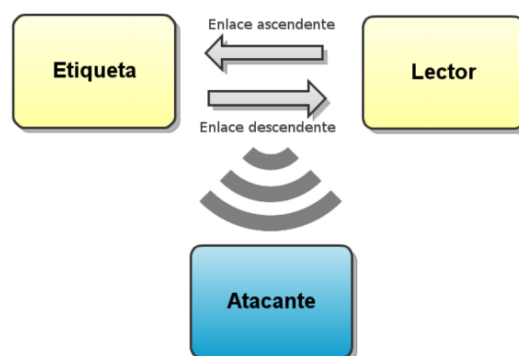 Enlace ascendente
Etiqueta
Lector
Enlace descendente
Atacante